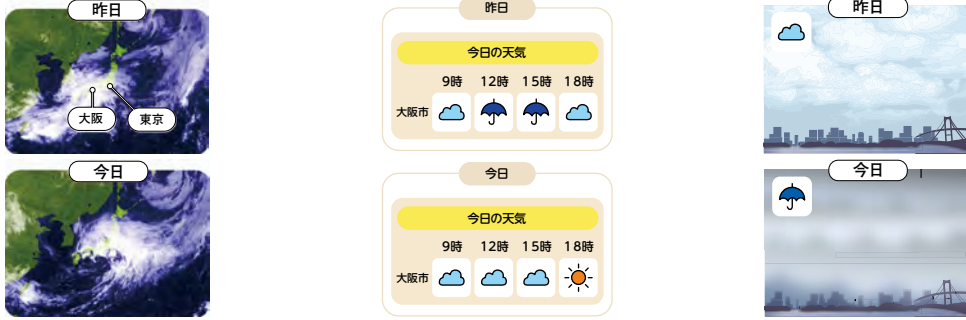 昨日
大阪
東京
今日
昨日
今日の天気
9時 12時 15時 18時
大阪市
今日
今日の天気
9時 12時 15時 18時
大阪市
昨日
今日